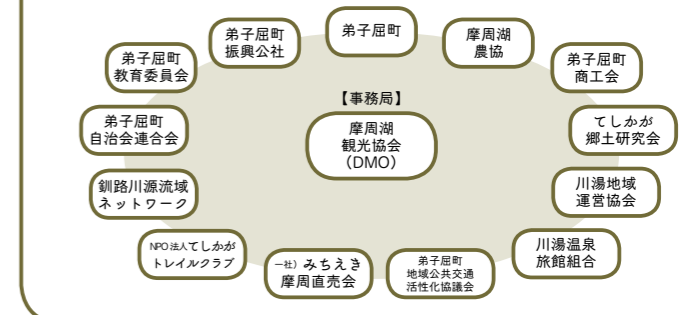 弟子屈町
弟子屈町
振興公社
摩周湖
農協
弟子屈町
教育委員会
弟子屈町
商工会
【事務局】
摩周湖
観光協会
（DMO）
弟子屈町
自治会連合会
てしかが
郷土研究会
釧路川源流域
ネットワーク
川湯地域
運営協会
NPO法人てしかが
トレイルクラブ
一社）みちえき
摩周直売会
弟子屈町
地域公共交通
活性化協議会
川湯温泉
旅館組合